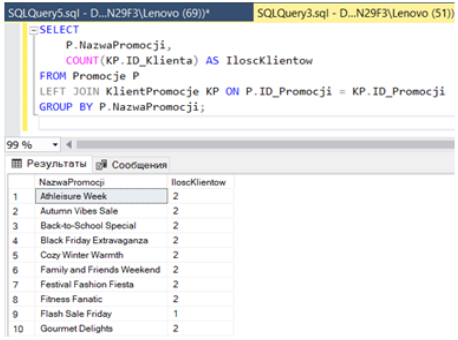 SQLQuery5.sql - D...N29F3\Lenovo (69))* SQLQuery3.sql - D...N29F3\Lenovo (51))
SELECT
P.NazwaPromocji,
COUNT(KP.ID_Klienta) AS IloscKlientow
FROM Promocje P
LEFT JOIN KlientPromocje KP ON P.ID_Promocji = KP.ID_Promocji
GROUP BY P.NazwaPromocji;
99 %
Результаты Сообщения
NazwaPromocji IloscKlientow
1 Athleisure Week 2
2 Autumn Vibes Sale 2
3 Back-to-School Special 2
4 Black Friday Extravaganza 2
5 Cozy Winter Warmth 2
6 Family and Friends Weekend 2
7 Festival Fashion Fiesta 2
8 Fitness Fanatic 2
9 Flash Sale Friday 1
10 Gourmet Delights 2